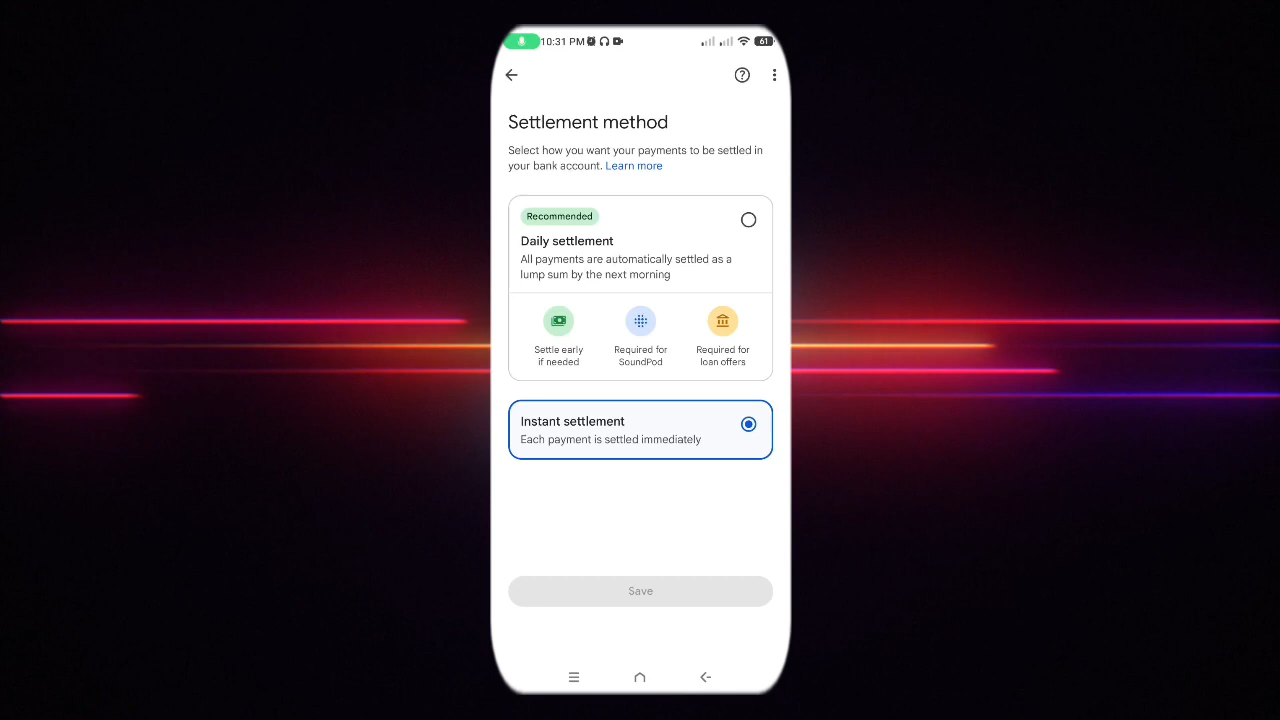 10:31 PM
61
Settlement method
Select how you want your payments to be settled in
your bank account. Learn more
Recommended
Daily settlement
All payments are automatically settled as a
lump sum by the next morning
Settle early
if needed
Required for
SoundPod
Required for
loan offers
Instant settlement
Each payment is settled immediately
Save